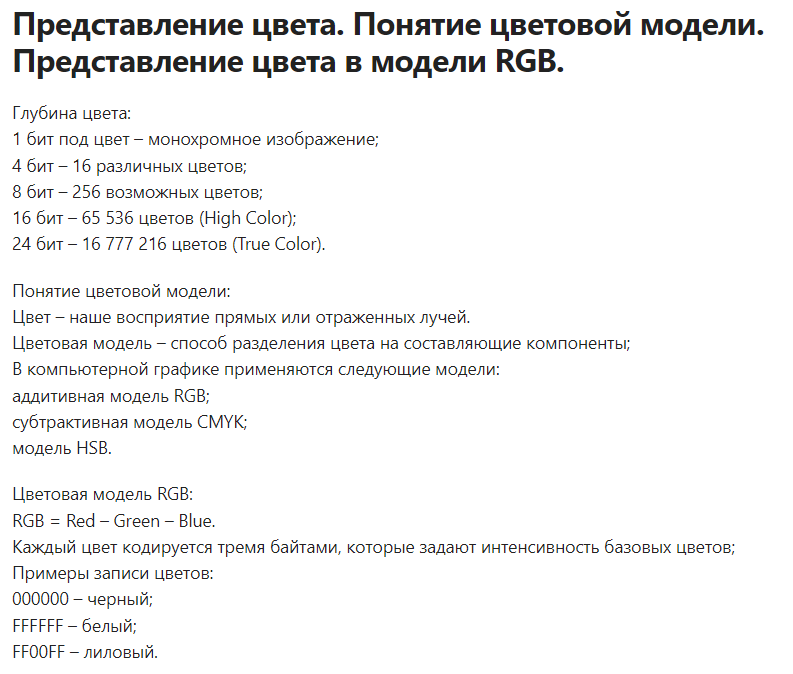 Представление цвета. Понятие цветовой модели.
Представление цвета в модели RGB.
Глубина цвета:
1 бит под цвет – монохромное изображение;
4 бит – 16 различных цветов;
8 бит – 256 возможных цветов;
16 бит – 65 536 цветов (High Color);
24 бит – 16 777 216 цветов (True Color).
Понятие цветовой модели:
Цвет – наше восприятие прямых или отраженных лучей.
Цветовая модель – способ разделения цвета на составляющие компоненты;
В компьютерной графике применяются следующие модели:
аддитивная модель RGB;
субтрактивная модель CMYK;
модель HSB.
Цветовая модель RGB:
RGB = Red – Green – Blue.
Каждый цвет кодируется тремя байтами, которые задают интенсивность базовых цветов;
Примеры записи цветов:
000000 – черный;
FFFFFF – белый;
FF00FF – лиловый.